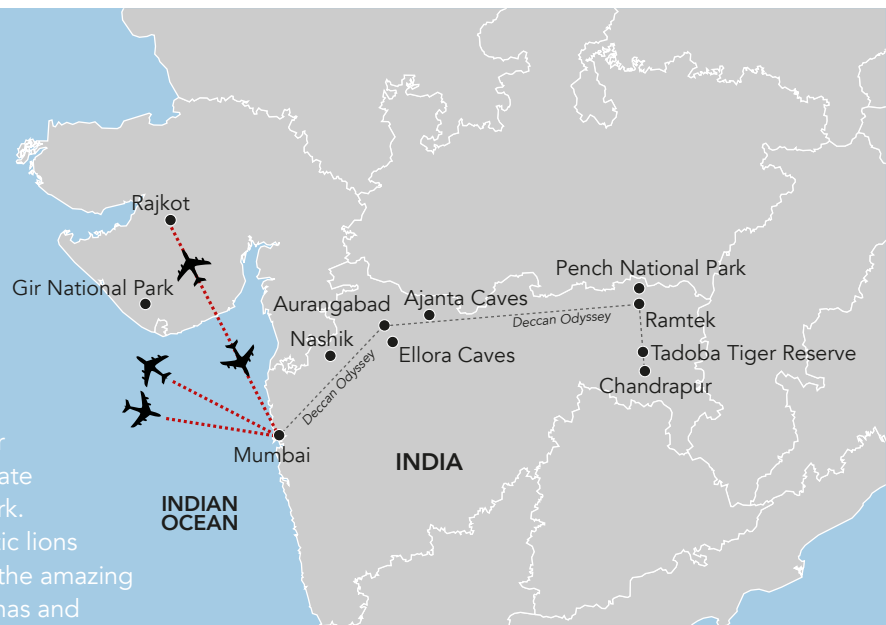 Rajkot
Gir National Park
Pench National Park
Aurangabad
Ajanta Caves
Deccan Odyssey
Ramtek
Nashik
Ellora Caves
Tadoba Tiger Reserve
Deccan Odyssey
Chandrapur
Mumbai
INDIA
INDIAN
OCEAN
ate
rk.
tic lions
the amazing
nas and